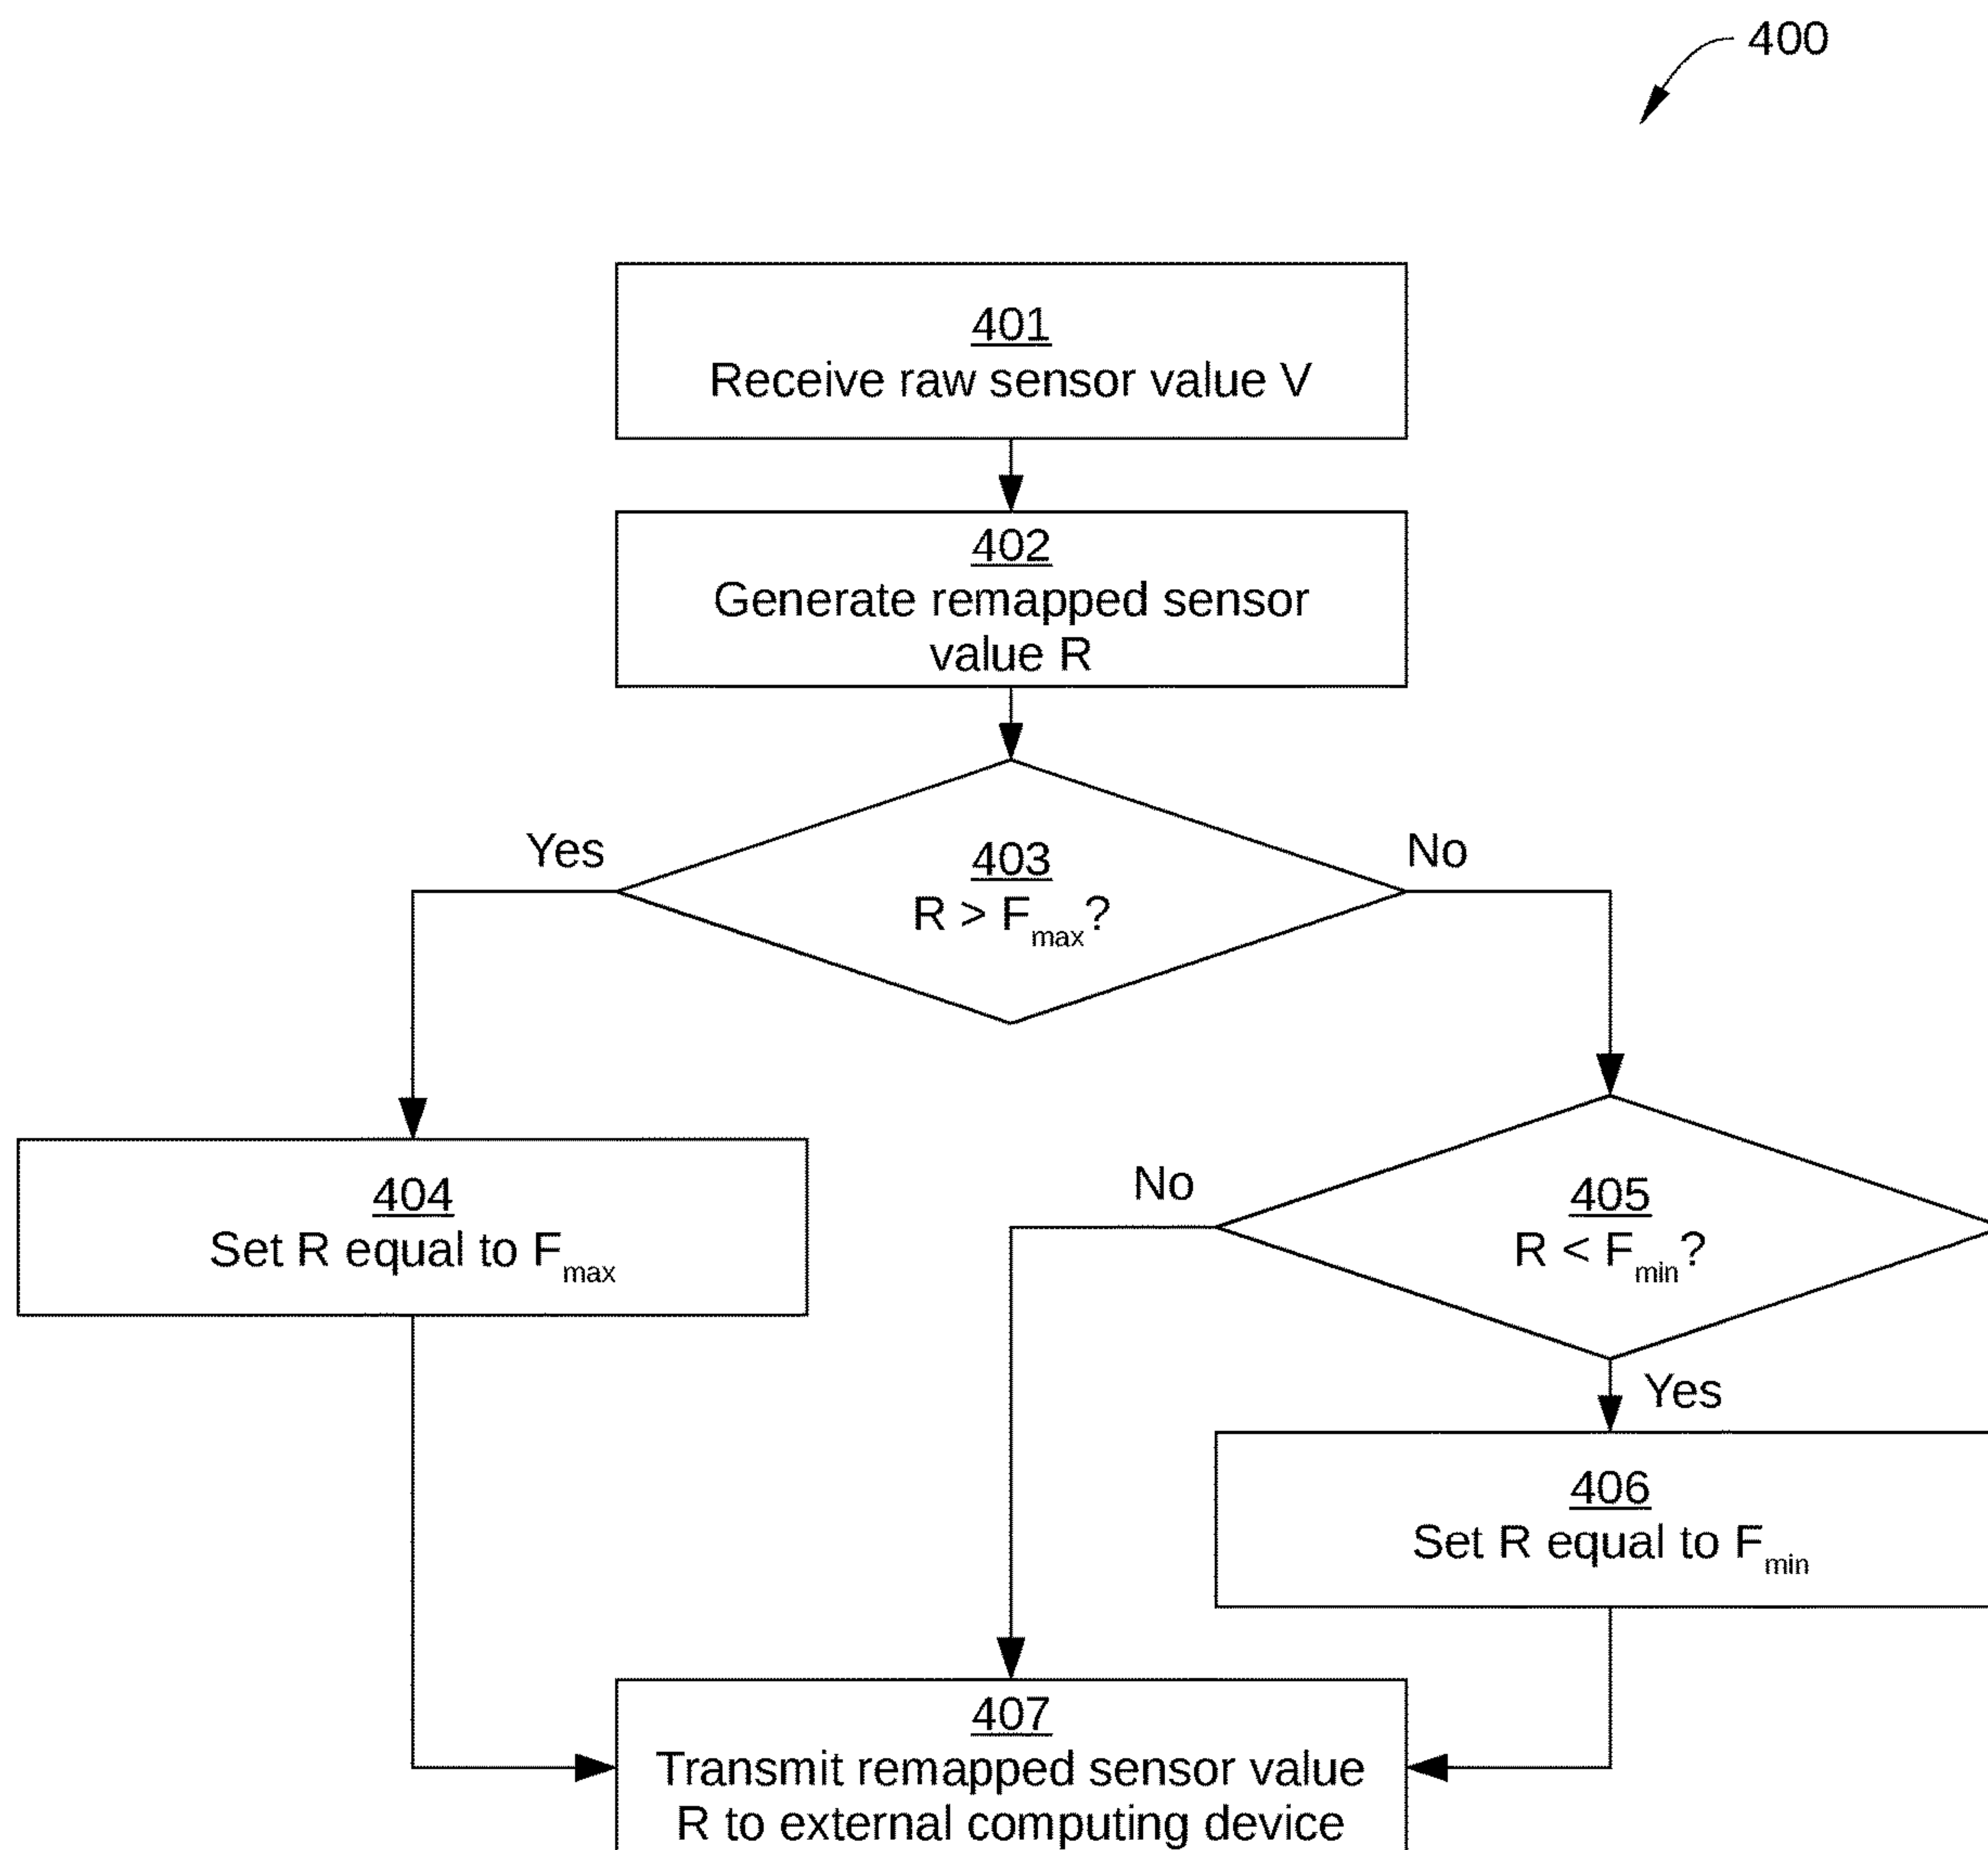 400
401
Receive raw sensor value V
402
Generate remapped sensor
value R
Yes
No
403
R > Fmax?
404
Set R equal to Fmax
No
405
R < Fmin?
Yes
406
Set R equal to Fmin
407
Transmit remapped sensor value
R to external computing device